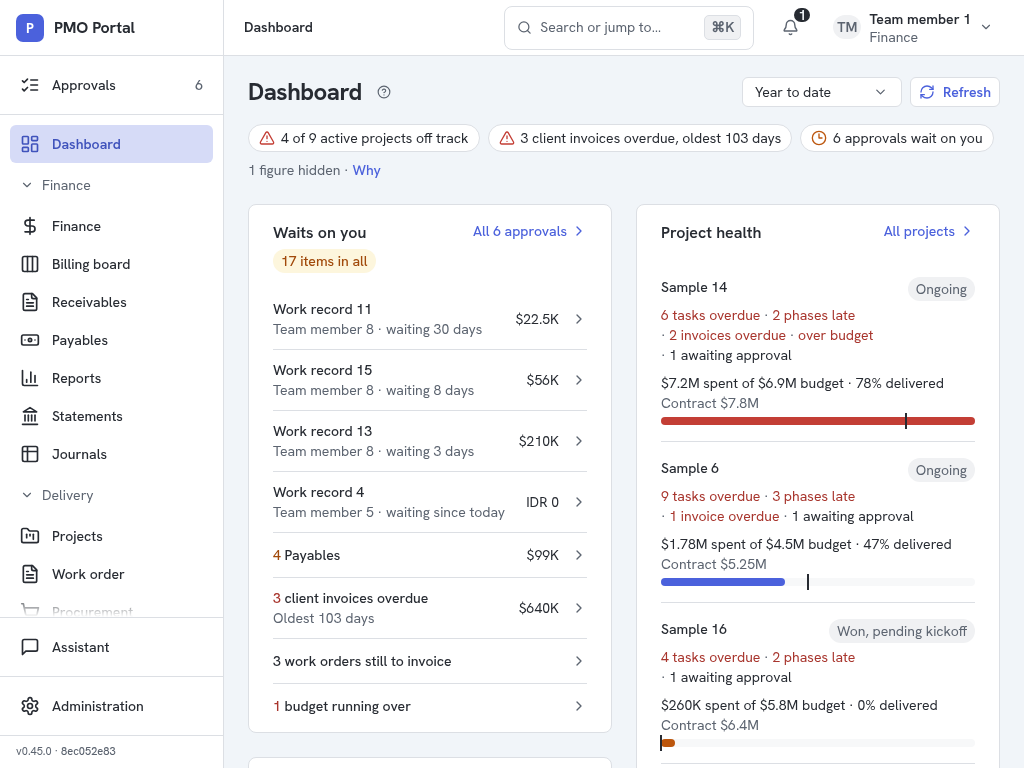 P PMO Portal
Dashboard
Search or jump to... ⌘K
1
TM
Team member 1
Finance
Approvals 6
Dashboard
Finance
Finance
Billing board
Receivables
Payables
Reports
Statements
Journals
Delivery
Projects
Work order
Procurement
Assistant
Administration
v0.45.0 · 8ec052e83
Dashboard
Year to date
Refresh
4 of 9 active projects off track
3 client invoices overdue, oldest 103 days
6 approvals wait on you
1 figure hidden · Why
Waits on you
All 6 approvals
17 items in all
Work record 11
Team member 8 · waiting 30 days
$22.5K
Work record 15
Team member 8 · waiting 8 days
$56K
Work record 13
Team member 8 · waiting 3 days
$210K
Work record 4
Team member 5 · waiting since today
IDR 0
4 Payables
$99K
3 client invoices overdue
Oldest 103 days
$640K
3 work orders still to invoice
1 budget running over
Project health
All projects
Sample 14
Ongoing
6 tasks overdue · 2 phases late
· 2 invoices overdue · over budget
· 1 awaiting approval
$7.2M spent of $6.9M budget · 78% delivered
Contract $7.8M
Sample 6
Ongoing
9 tasks overdue · 3 phases late
· 1 invoice overdue · 1 awaiting approval
$1.78M spent of $4.5M budget · 47% delivered
Contract $5.25M
Sample 16
Won, pending kickoff
4 tasks overdue · 2 phases late
· 1 awaiting approval
$260K spent of $5.8M budget · 0% delivered
Contract $6.4M